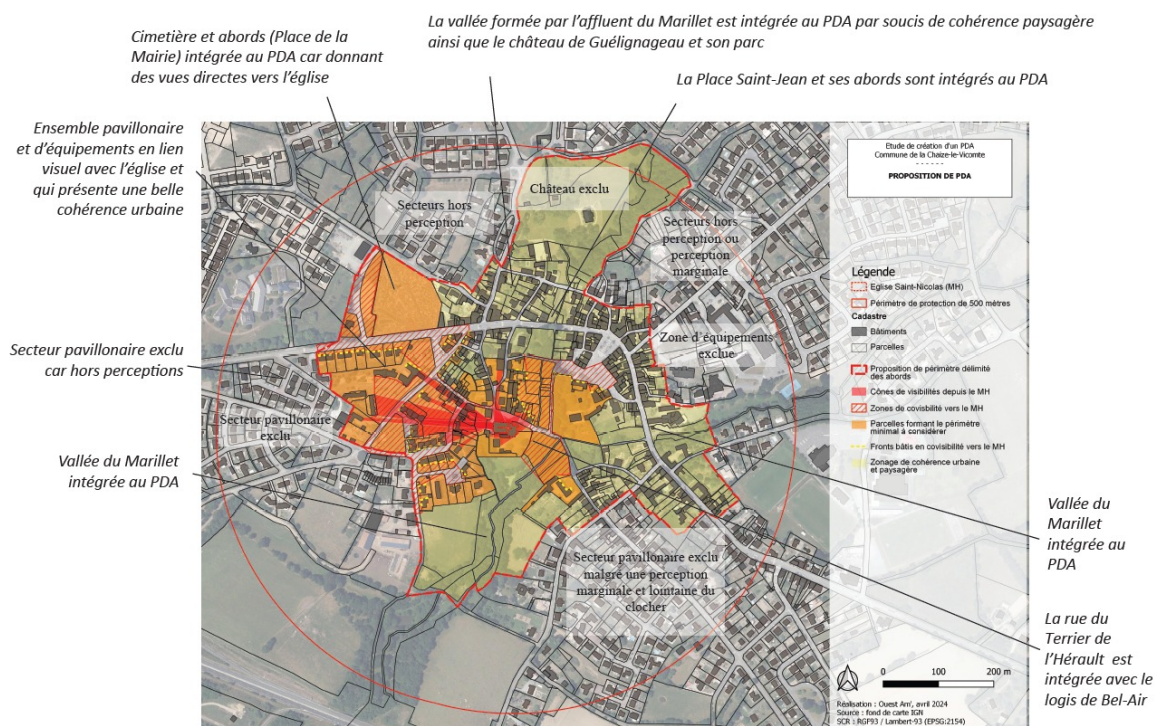 La vallée formée par l'affluent du Marillet est intégrée au PDA par soucis de cohérence paysagère
ainsi que le château de Guélignageau et son parc
Cimetière et abords (Place de la
Mairie) intégrée au PDA car donnant
des vues directes vers l'église
La Place Saint-Jean et ses abords sont intégrés au PDA
Ensemble pavillonaire
et d'équipements en lien
visuel avec l'église et
qui présente une belle
cohérence urbaine
Secteur pavillonaire exclu
car hors perceptions
Vallée du Marillet
intégrée au PDA
Secteurs hors
perception
Château exclu
Secteurs hors
perception ou
perception
marginale
Zone d'équipements
exclue
Secteur pavillonaire
exclu
Secteur pavillonaire exclu
malgré une perception
marginale et lointaine du
clocher
Etude de création d'un PDA
Commune de la Chaize-le-Vicomte
------
PROPOSITION DE PDA
Légende
Eglise Saint-Nicolas (MH)
Périmètre de protection de 500 mètres
Cadastre
Bâtiments
Parcelles
Proposition de périmètre délimité
des abords
Cônes de visibilités depuis le MH
Zones de covisibilité vers le MH
Parcelles formant le périmètre
minimal à considérer
Fronts bâtis en covisibilité vers le MH
Zonage de cohérence urbaine
et paysagère
Vallée du
Marillet
intégrée au
PDA
La rue du
Terrier de
l'Hérault est
intégrée avec le
logis de Bel-Air
0 100 200 m
Réalisation : Ouest Am', avril 2024
Source : fond de carte IGN
SCR : RGF93 / Lambert-93 (EPSG:2154)